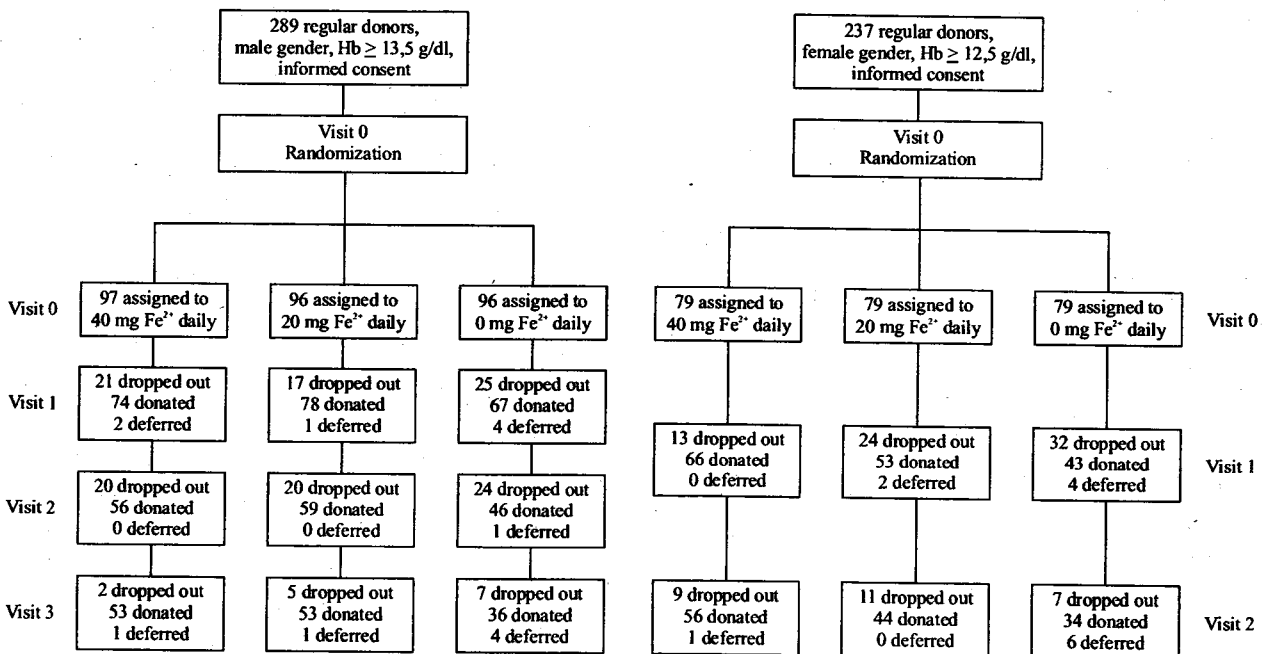 289 regular donors,
male gender, Hb ≥ 13,5 g/dl,
informed consent
Visit 0
Randomization
Visit 0
97 assigned to
40 mg Fe²⁺ daily
96 assigned to
20 mg Fe²⁺ daily
96 assigned to
0 mg Fe²⁺ daily
Visit 1
21 dropped out
74 donated
2 deferred
17 dropped out
78 donated
1 deferred
25 dropped out
67 donated
4 deferred
Visit 2
20 dropped out
56 donated
0 deferred
20 dropped out
59 donated
0 deferred
24 dropped out
46 donated
1 deferred
Visit 3
2 dropped out
53 donated
1 deferred
5 dropped out
53 donated
1 deferred
7 dropped out
36 donated
4 deferred
237 regular donors,
female gender, Hb ≥ 12,5 g/dl,
informed consent
Visit 0
Randomization
79 assigned to
40 mg Fe²⁺ daily
79 assigned to
20 mg Fe²⁺ daily
79 assigned to
0 mg Fe²⁺ daily
Visit 0
13 dropped out
66 donated
0 deferred
24 dropped out
53 donated
2 deferred
32 dropped out
43 donated
4 deferred
Visit 1
9 dropped out
56 donated
1 deferred
11 dropped out
44 donated
0 deferred
7 dropped out
34 donated
6 deferred
Visit 2